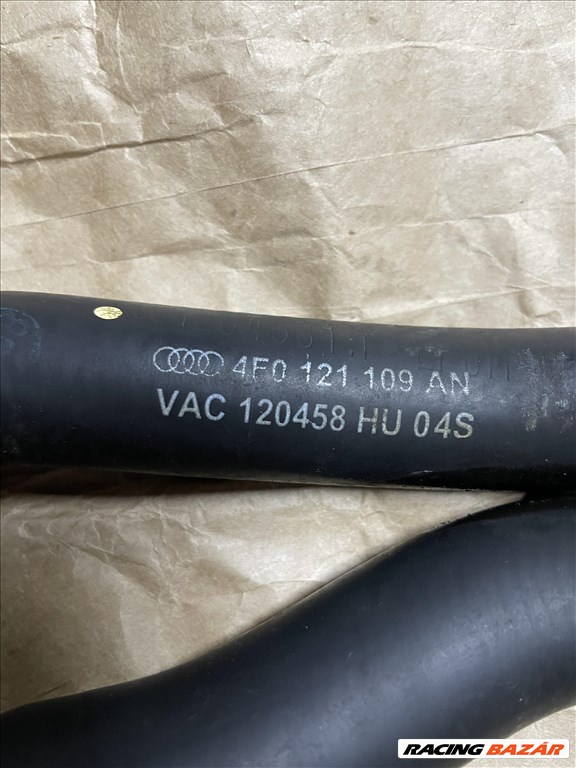 4F0 121 109 AN
VAC 120458 HU 04S
RACING BAZÁR